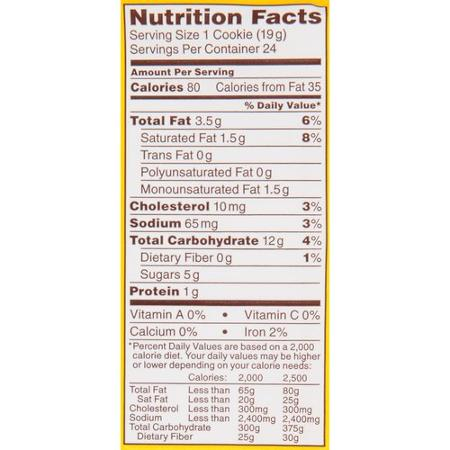 Nutrition Facts
Serving Size 1 Cookie (19g)
Servings Per Container 24
Amount Per Serving
Calories 80 Calories from Fat 35
% Daily Value*
Total Fat 3.5g 6%
Saturated Fat 1.5g 8%
Trans Fat 0g
Polyunsaturated Fat 0g
Monounsaturated Fat 1.5g
Cholesterol 10mg 3%
Sodium 65mg 3%
Total Carbohydrate 12g 4%
Dietary Fiber 0g 1%
Sugars 5g
Protein 1g
Vitamin A 0% • Vitamin C 0%
Calcium 0% • Iron 2%
*Percent Daily Values are based on a 2,000
calorie diet. Your daily values may be higher
or lower depending on your calorie needs.
Calories: 2,000 2,500
Total Fat Less than 65g 80g
Sat Fat Less than 20g 25g
Cholesterol Less than 300mg 300mg
Sodium Less than 2,400mg 2,400mg
Total Carbohydrate 300g 375g
Dietary Fiber 25g 30g